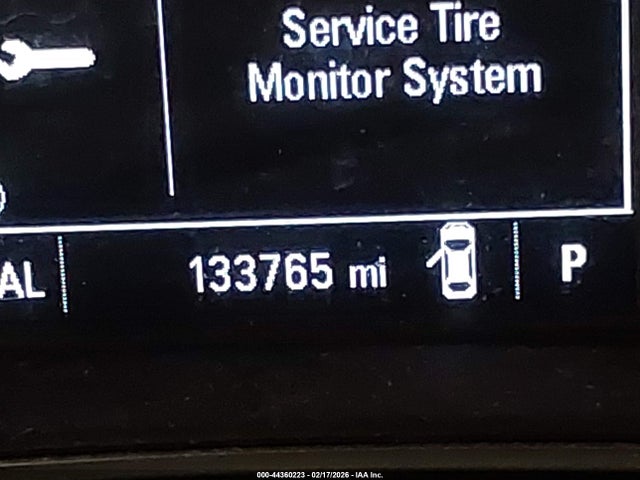 Service Tire
Monitor System
AL
133765 mi
P
000-44360223 - 02/17/2026 - IAA Inc.